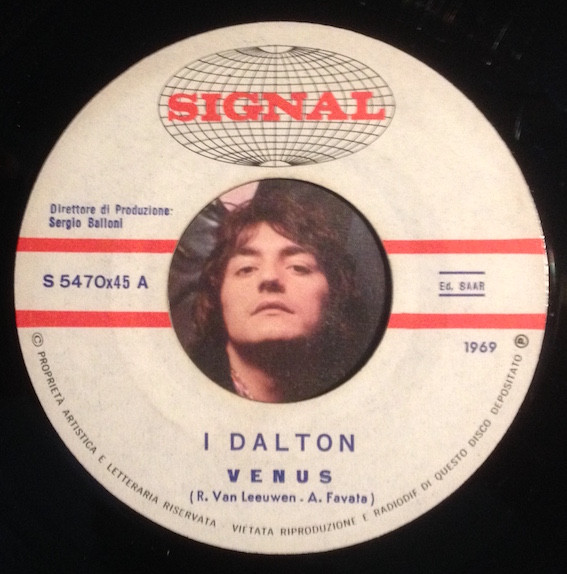 SIGNAL
Direttore di Produzione:
Sergio Balloni
S 5470x45 A
Ed. SAAR
1969
I DALTON
VENUS
(R. Van Leeuwen - A. Favata)
© PROPRIETÀ ARTISTICA E LETTERARIA RISERVATA - VIETATA RIPRODUZIONE E RADIODIF. DI QUESTO DISCO DEPOSITATO ℗